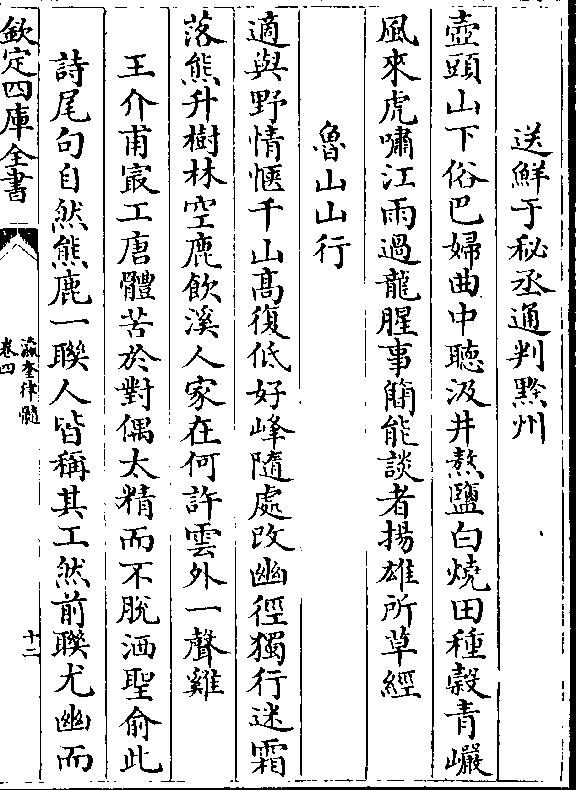 送鮮于秘丞通判黔州
壺頭山下俗巴婦曲中聽汲井熬鹽白燒田種穀青巗
風來虎嘯江雨過龍腥事簡能談者揚雄所草經
魯山山行
適與野情愜千山髙復低好峰隨處改幽徑獨行迷霜
落熊升樹林空鹿飲溪人家在何許雲外一聲雞
王介甫㝡工唐體苦於對偶太精而不脫洒聖俞此
詩尾句自然熊鹿一聯人皆稱其工然前聯尤幽而
欽定四庫全書
瀛奎律髓
卷四
十二